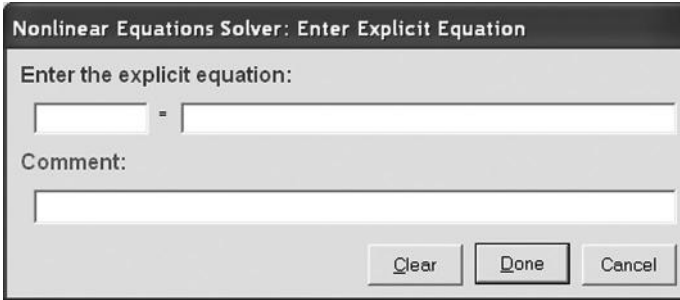 Nonlinear Equations Solver: Enter Explicit Equation
Enter the explicit equation:
=
Comment:
Clear Done Cancel